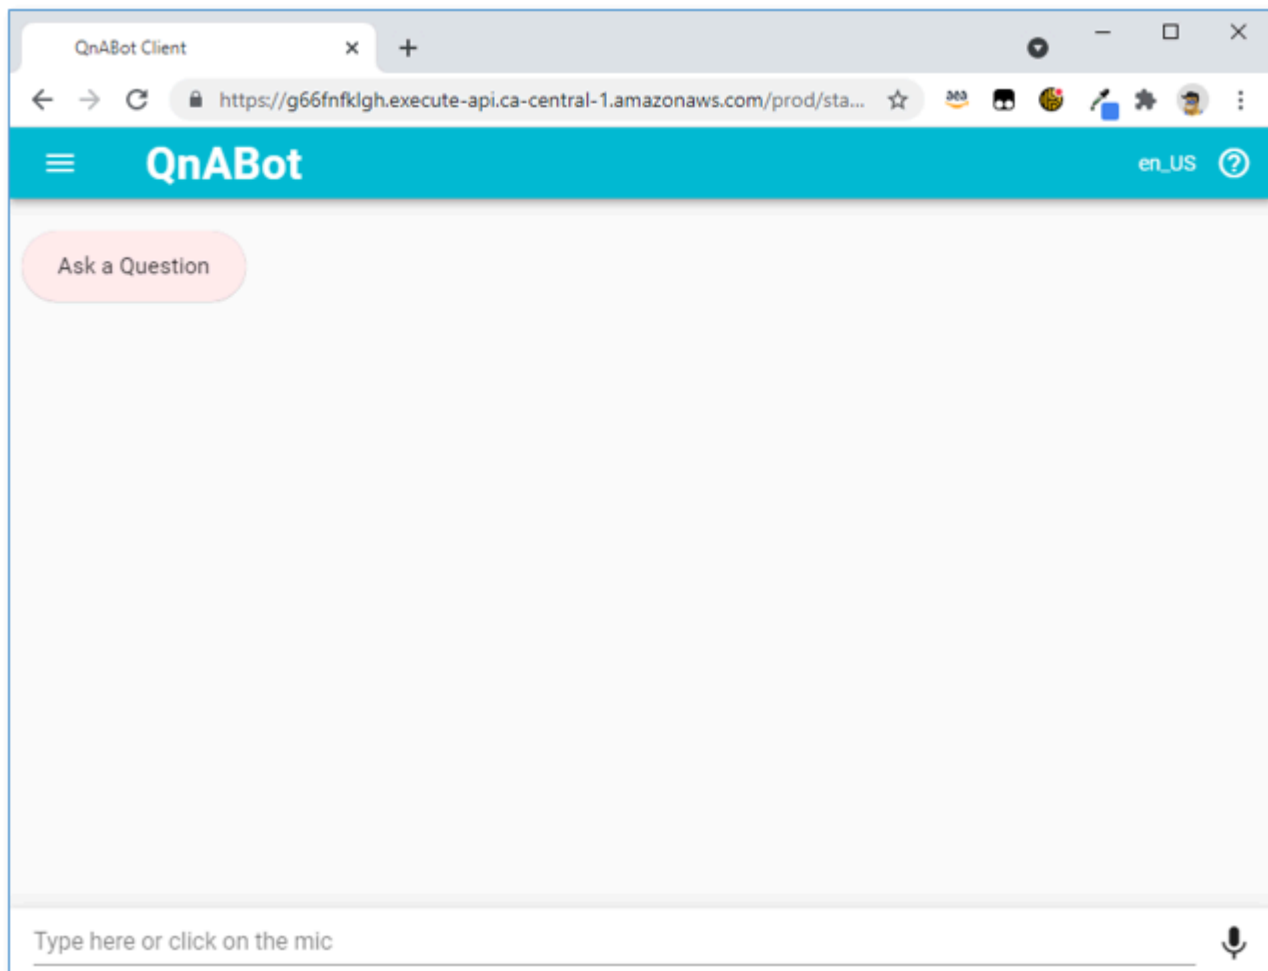 QnABot Client
https://g66fnfklgh.execute-api.ca-central-1.amazonaws.com/prod/sta...
QnABot
en_US
Ask a Question
Type here or click on the mic